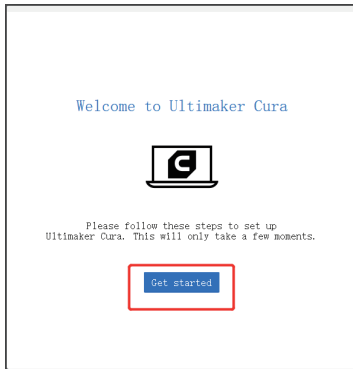 Welcome to Ultimaker Cura
Please follow these steps to set up
Ultimaker Cura. This will only take a few moments.
Get started